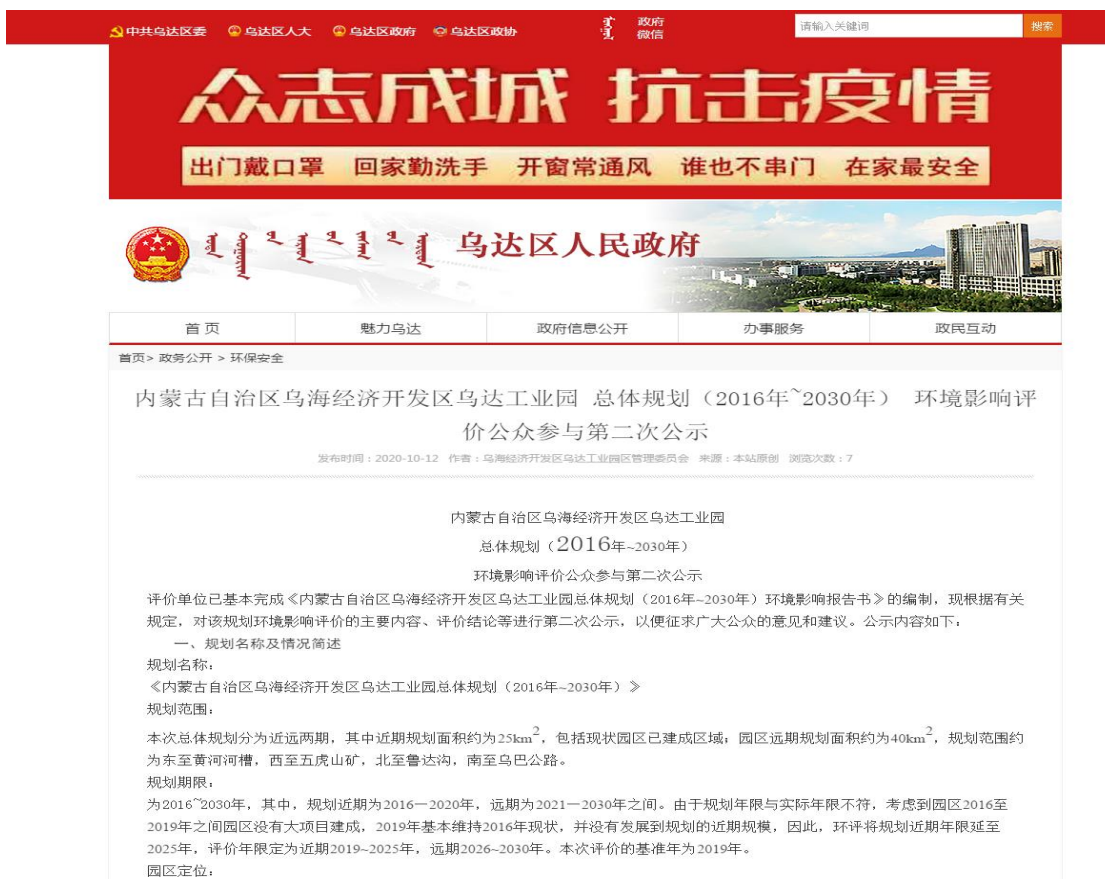 中共乌达区委 乌达区人大 乌达区政府 乌达区政协 政府微信 请输入关键词 搜索
众志成城 抗击疫情
出门戴口罩 回家勤洗手 开窗常通风 谁也不串门 在家最安全
乌达区人民政府
首页 魅力乌达 政府信息公开 办事服务 政民互动
首页> 政务公开 > 环保安全
内蒙古自治区乌海经济开发区乌达工业园 总体规划（2016年~2030年） 环境影响评
价公众参与第二次公示
发布时间：2020-10-12 作者：乌海经济开发区乌达工业园区管理委员会 来源：本站原创 浏览次数：7
内蒙古自治区乌海经济开发区乌达工业园
总体规划（2016年~2030年）
环境影响评价公众参与第二次公示
评价单位已基本完成《内蒙古自治区乌海经济开发区乌达工业园总体规划（2016年~2030年）环境影响报告书》的编制，现根据有关
规定，对该规划环境影响评价的主要内容、评价结论等进行第二次公示，以便征求广大公众的意见和建议。公示内容如下：
一、规划名称及情况简述
规划名称：
《内蒙古自治区乌海经济开发区乌达工业园总体规划（2016年~2030年）》
规划范围：
本次总体规划分为近远两期，其中近期规划面积约为25km²，包括现状园区已建成区域；园区远期规划面积约为40km²，规划范围约
为东至黄河河槽，西至五虎山矿，北至鲁达沟，南至乌巴公路。
规划期限：
为2016~2030年，其中，规划近期为2016—2020年，远期为2021—2030年之间。由于规划年限与实际年限不符，考虑到园区2016至
2019年之间园区没有大项目建成，2019年基本维持2016年现状，并没有发展到规划的近期规模，因此，环评将规划近期年限延至
2025年，评价年限定为近期2019~2025年，远期2026~2030年。本次评价的基准年为2019年。
园区定位：